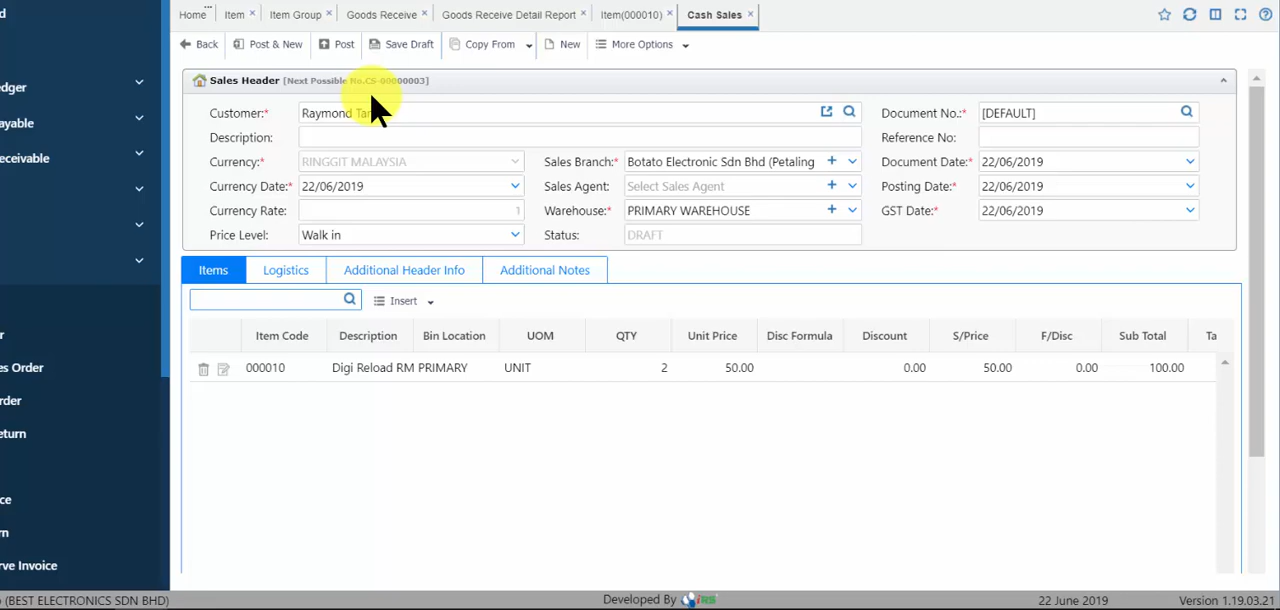 Home Item Item Group Goods Receive Goods Receive Detail Report Item(000010) Cash Sales
Back Post & New Post Save Draft Copy From New More Options
Sales Header [Next Possible No.CS-00000003]
Customer:* Raymond Tan Document No.:* [DEFAULT]
Description: Reference No:
Currency:* RINGGIT MALAYSIA Sales Branch:* Botato Electronic Sdn Bhd (Petaling Document Date:* 22/06/2019
Currency Date:* 22/06/2019 Sales Agent: Select Sales Agent Posting Date:* 22/06/2019
Currency Rate: 1 Warehouse:* PRIMARY WAREHOUSE GST Date:* 22/06/2019
Price Level: Walk in Status: DRAFT
Items Logistics Additional Header Info Additional Notes
Insert
Item Code Description Bin Location UOM QTY Unit Price Disc Formula Discount S/Price F/Disc Sub Total Ta
000010 Digi Reload RM PRIMARY UNIT 2 50.00 0.00 50.00 0.00 100.00
d
dger
ayable
eceivable
r
es Order
rder
eturn
ce
rn
rve Invoice
(BEST ELECTRONICS SDN BHD) Developed By iRS 22 June 2019 Version 1.19.03.21